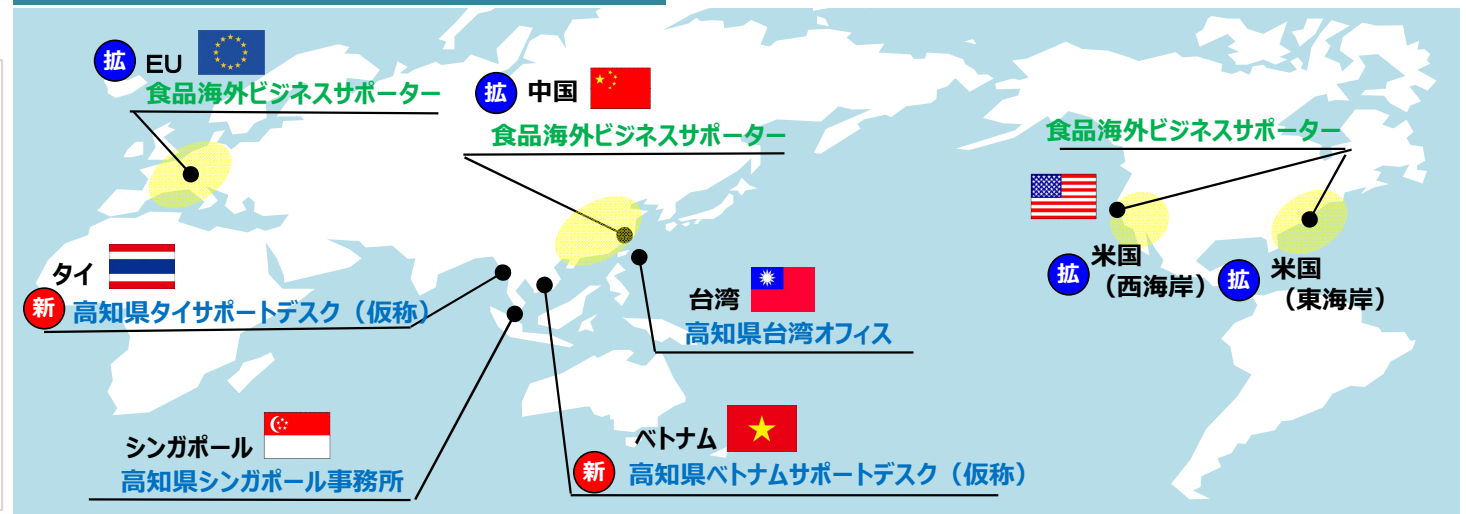 拡 EU
食品海外ビジネスサポーター
拡 中国
食品海外ビジネスサポーター
食品海外ビジネスサポーター
拡 米国
（西海岸）
拡 米国
（東海岸）
タイ
新 高知県タイサポートデスク（仮称）
台湾
高知県台湾オフィス
シンガポール
高知県シンガポール事務所
ベトナム
新 高知県ベトナムサポートデスク（仮称）